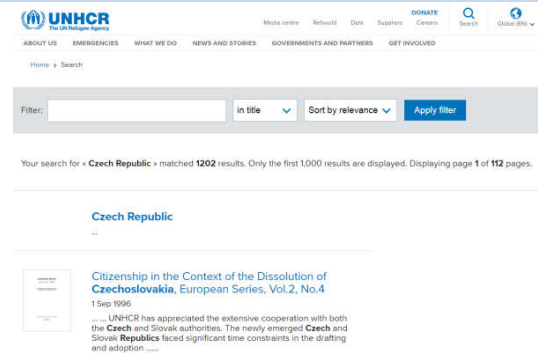 UNHCR
The UN Refugee Agency
DONATE
Media centre Refworld Data Suppliers Careers Search Global (EN)
ABOUT US EMERGENCIES WHAT WE DO NEWS AND STORIES GOVERNMENTS AND PARTNERS GET INVOLVED
Home > Search
Filter: in title Sort by relevance Apply filter
Your search for « Czech Republic » matched 1202 results. Only the first 1,000 results are displayed. Displaying page 1 of 112 pages.
Czech Republic
...
Citizenship in the Context of the Dissolution of
Czechoslovakia, European Series, Vol.2, No.4
1 Sep 1996
... ... UNHCR has appreciated the extensive cooperation with both
the Czech and Slovak authorities. The newly emerged Czech and
Slovak Republics faced significant time constraints in the drafting
and adoption ......